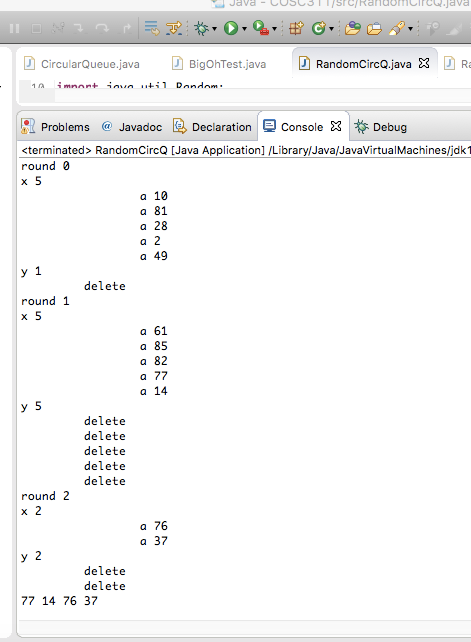 Java - COSC311/src/RandomCircQ.java
CircularQueue.java BigOhTest.java RandomCircQ.java Ra
10 import java.util.Random;
Problems @ Javadoc Declaration Console Debug
<terminated> RandomCircQ [Java Application] /Library/Java/JavaVirtualMachines/jdk1
round 0
x 5
a 10
a 81
a 28
a 2
a 49
y 1
delete
round 1
x 5
a 61
a 85
a 82
a 77
a 14
y 5
delete
delete
delete
delete
delete
round 2
x 2
a 76
a 37
y 2
delete
delete
77 14 76 37